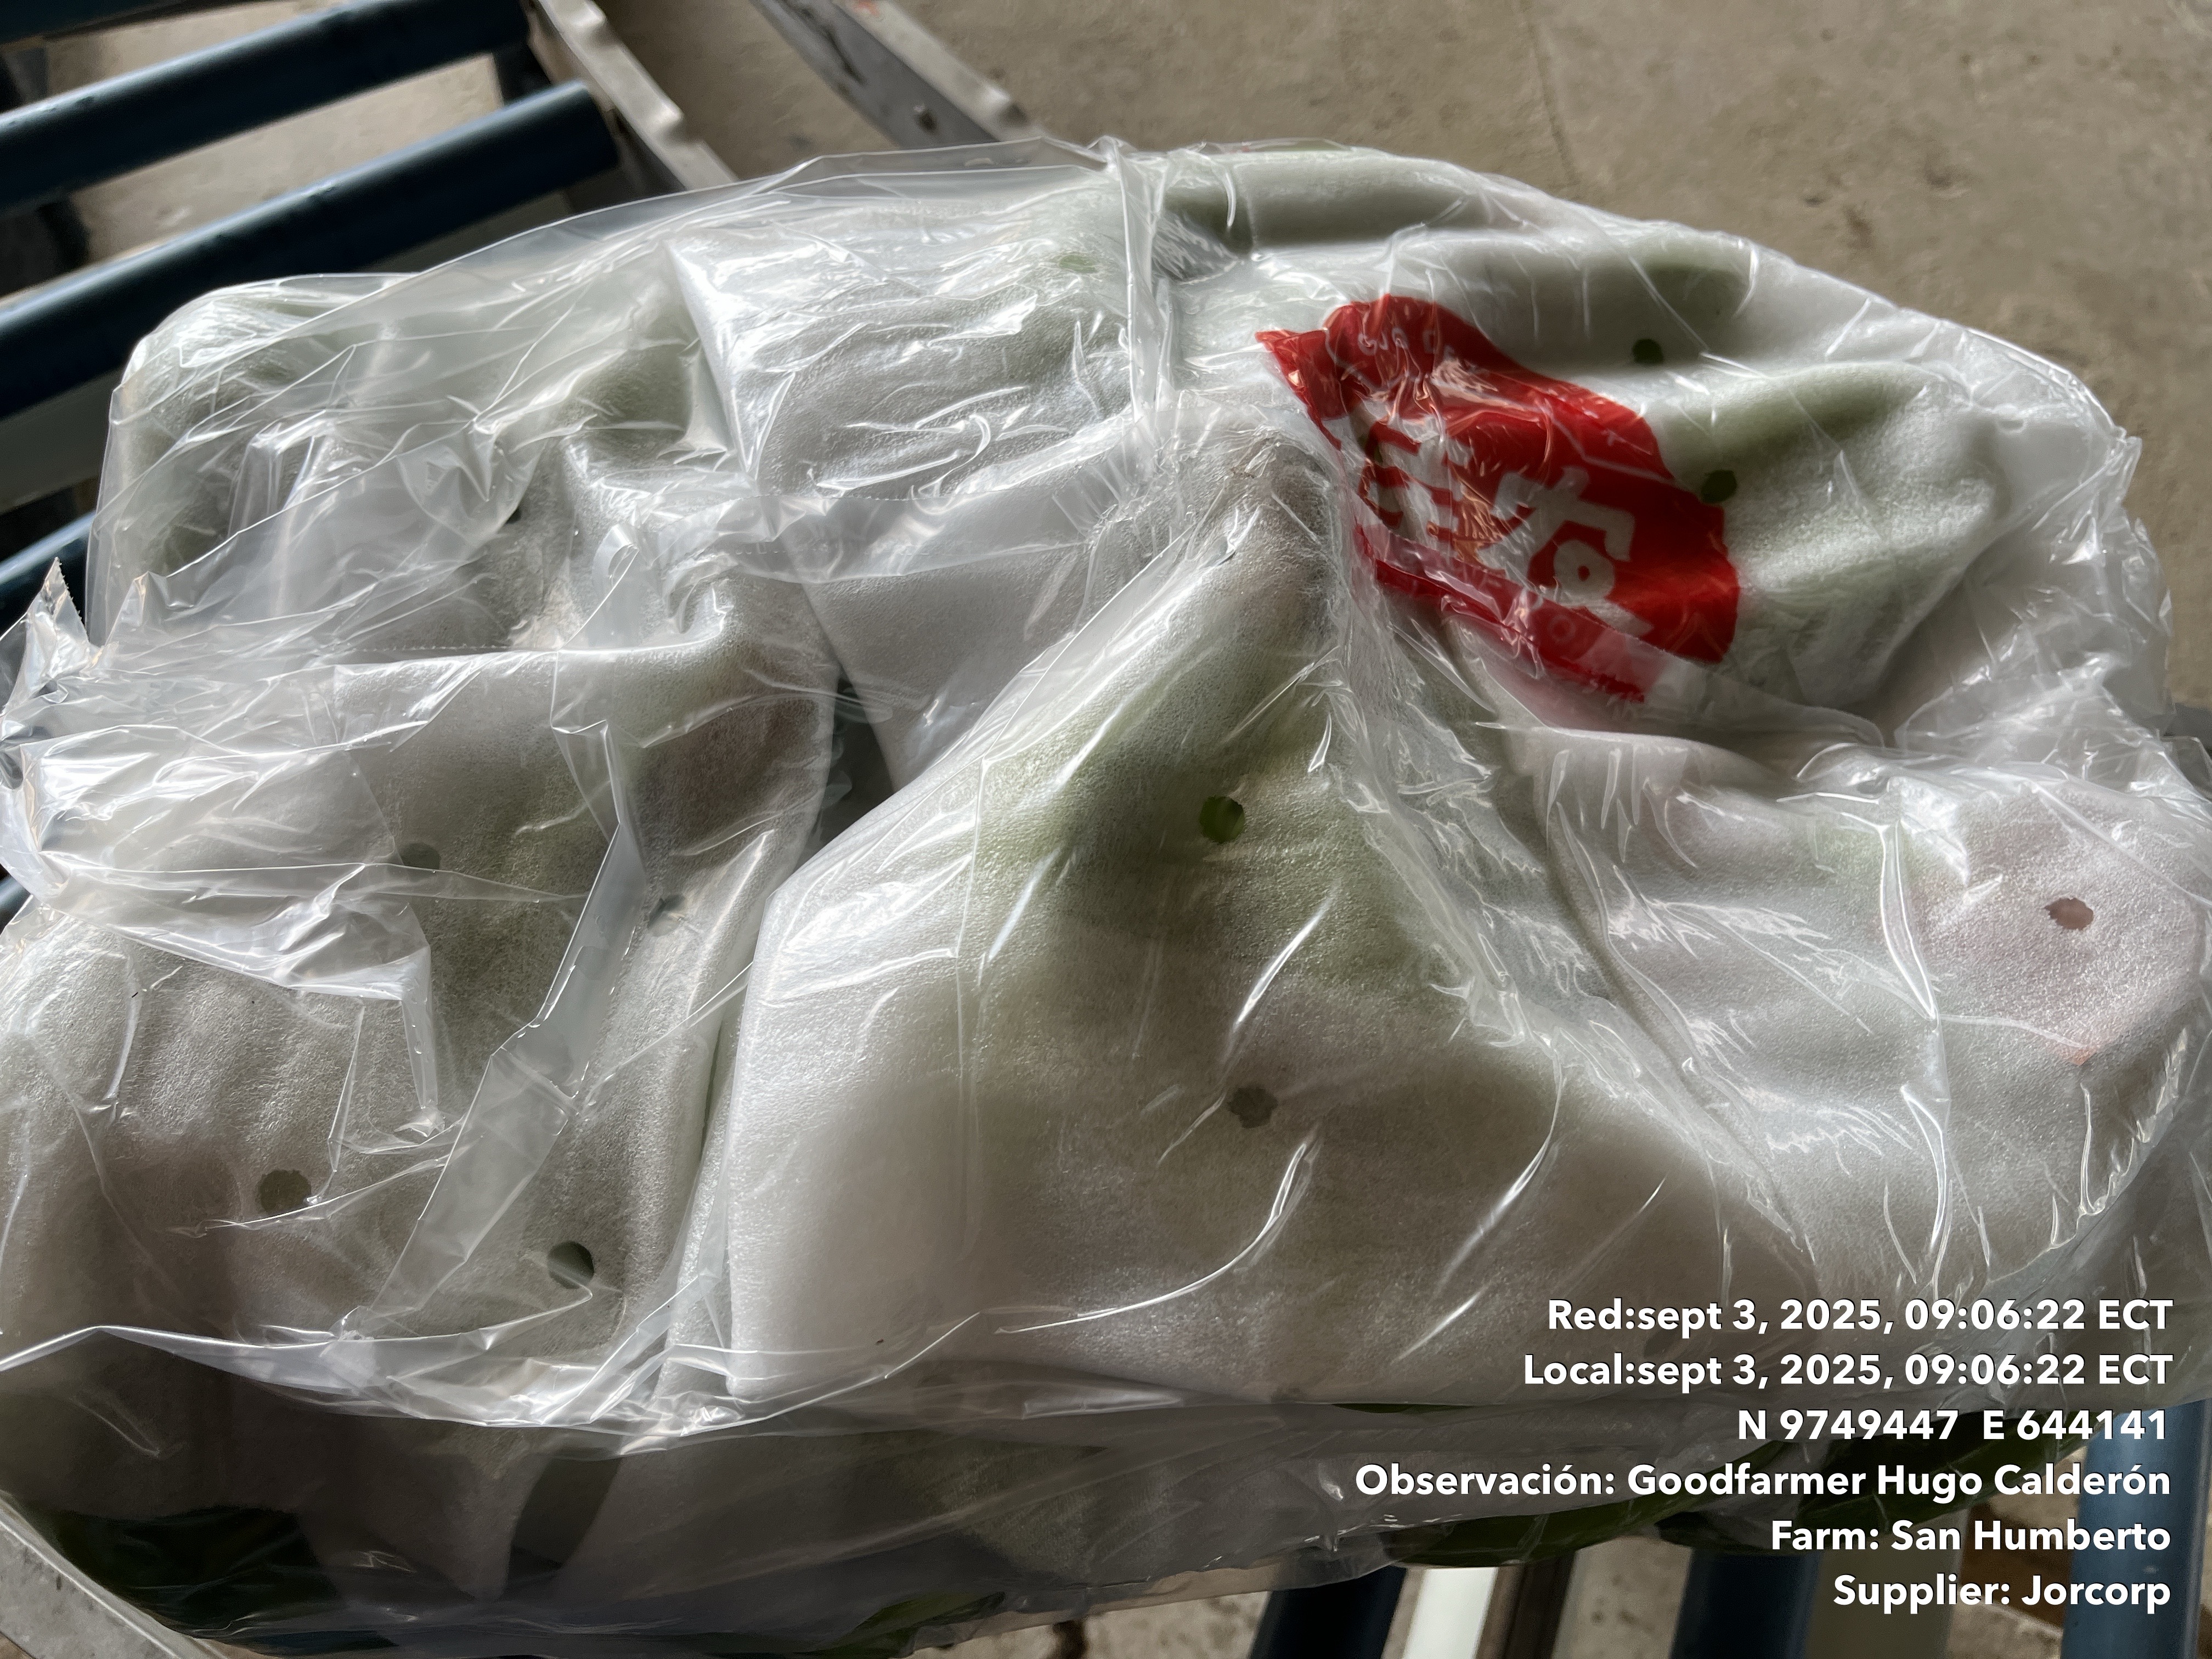 Red:sept 3, 2025, 09:06:22 ECT
Local:sept 3, 2025, 09:06:22 ECT
N 9749447 E 644141
Observación: Goodfarmer Hugo Calderón
Farm: San Humberto
Supplier: Jorcorp